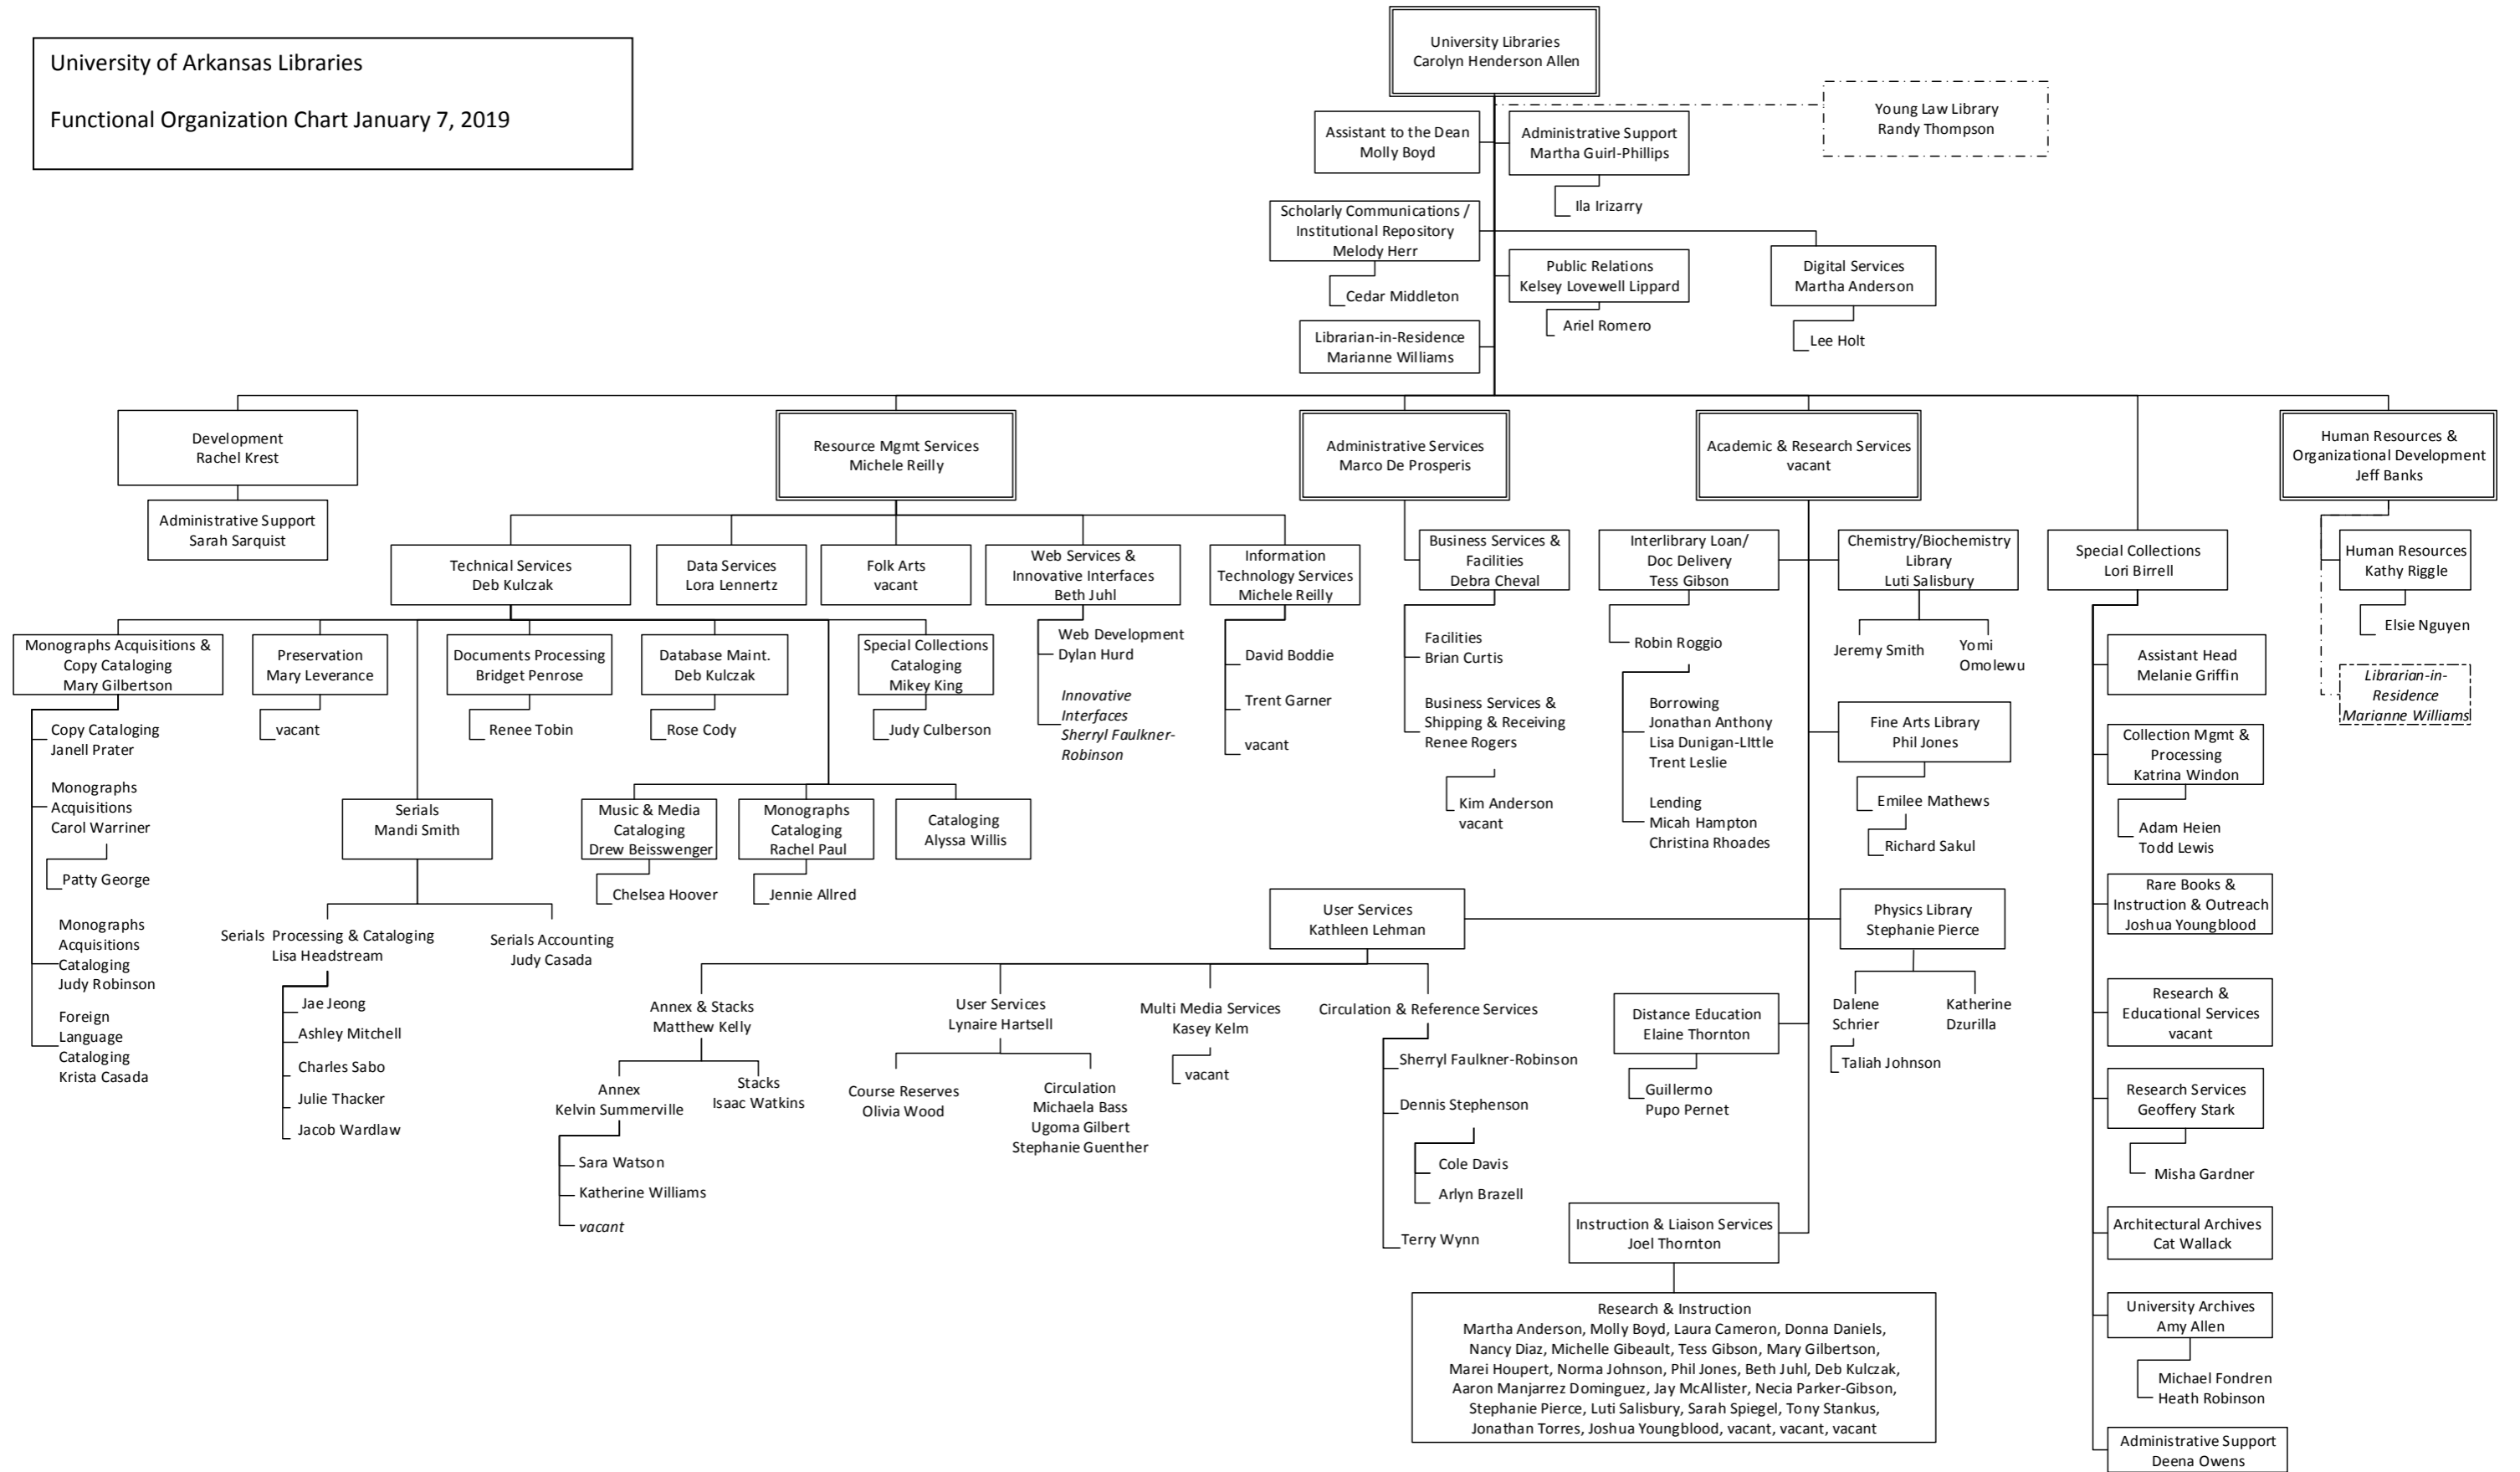 University of Arkansas Libraries
Functional Organization Chart January 7, 2019
University Libraries
Carolyn Henderson Allen
Young Law Library
Randy Thompson
Assistant to the Dean
Molly Boyd
Administrative Support
Martha Guirl-Phillips
Ila Irizarry
Scholarly Communications /
Institutional Repository
Melody Herr
Cedar Middleton
Public Relations
Kelsey Lovewell Lippard
Ariel Romero
Digital Services
Martha Anderson
Lee Holt
Librarian-in-Residence
Marianne Williams
Development
Rachel Krest
Administrative Support
Sarah Sarquist
Resource Mgmt Services
Michele Reilly
Technical Services
Deb Kulczak
Data Services
Lora Lennertz
Folk Arts
vacant
Web Services &
Innovative Interfaces
Beth Juhl
Information
Technology Services
Michele Reilly
Monographs Acquisitions &
Copy Cataloging
Mary Gilbertson
Copy Cataloging
Janell Prater
Monographs
Acquisitions
Carol Warriner
Patty George
Monographs
Acquisitions
Cataloging
Judy Robinson
Foreign
Language
Cataloging
Krista Casada
Preservation
Mary Leverance
vacant
Serials
Mandi Smith
Serials Processing & Cataloging
Lisa Headstream
Jae Jeong
Ashley Mitchell
Charles Sabo
Julie Thacker
Jacob Wardlaw
Serials Accounting
Judy Casada
Documents Processing
Bridget Penrose
Renee Tobin
Database Maint.
Deb Kulczak
Rose Cody
Music & Media
Cataloging
Drew Beisswenger
Chelsea Hoover
Monographs
Cataloging
Rachel Paul
Jennie Allred
Cataloging
Alyssa Willis
Special Collections
Cataloging
Mikey King
Judy Culberson
Web Development
Dylan Hurd
Innovative
Interfaces
Sherryl Faulkner-
Robinson
David Boddie
Trent Garner
vacant
Administrative Services
Marco De Prosperis
Business Services &
Facilities
Debra Cheval
Facilities
Brian Curtis
Business Services &
Shipping & Receiving
Renee Rogers
Kim Anderson
vacant
Academic & Research Services
vacant
Interlibrary Loan/
Doc Delivery
Tess Gibson
Robin Roggio
Borrowing
Jonathan Anthony
Lisa Dunigan-LIttle
Trent Leslie
Lending
Micah Hampton
Christina Rhoades
Chemistry/Biochemistry
Library
Luti Salisbury
Jeremy Smith
Yomi
Omolewu
Fine Arts Library
Phil Jones
Emilee Mathews
Richard Sakul
User Services
Kathleen Lehman
Annex & Stacks
Matthew Kelly
Annex
Kelvin Summerville
Sara Watson
Katherine Williams
vacant
Stacks
Isaac Watkins
User Services
Lynaire Hartsell
Course Reserves
Olivia Wood
Circulation
Michaela Bass
Ugoma Gilbert
Stephanie Guenther
Multi Media Services
Kasey Kelm
vacant
Circulation & Reference Services
Sherryl Faulkner-Robinson
Dennis Stephenson
Cole Davis
Arlyn Brazell
Terry Wynn
Physics Library
Stephanie Pierce
Dalene
Schrier
Taliah Johnson
Katherine
Dzurilla
Distance Education
Elaine Thornton
Guillermo
Pupo Pernet
Instruction & Liaison Services
Joel Thornton
Research & Instruction
Martha Anderson, Molly Boyd, Laura Cameron, Donna Daniels,
Nancy Diaz, Michelle Gibeault, Tess Gibson, Mary Gilbertson,
Marei Houpert, Norma Johnson, Phil Jones, Beth Juhl, Deb Kulczak,
Aaron Manjarrez Dominguez, Jay McAllister, Necia Parker-Gibson,
Stephanie Pierce, Luti Salisbury, Sarah Spiegel, Tony Stankus,
Jonathan Torres, Joshua Youngblood, vacant, vacant, vacant
Special Collections
Lori Birrell
Assistant Head
Melanie Griffin
Collection Mgmt &
Processing
Katrina Windon
Adam Heien
Todd Lewis
Rare Books &
Instruction & Outreach
Joshua Youngblood
Research &
Educational Services
vacant
Research Services
Geoffery Stark
Misha Gardner
Architectural Archives
Cat Wallack
University Archives
Amy Allen
Michael Fondren
Heath Robinson
Administrative Support
Deena Owens
Human Resources &
Organizational Development
Jeff Banks
Human Resources
Kathy Riggle
Elsie Nguyen
Librarian-in-
Residence
Marianne Williams